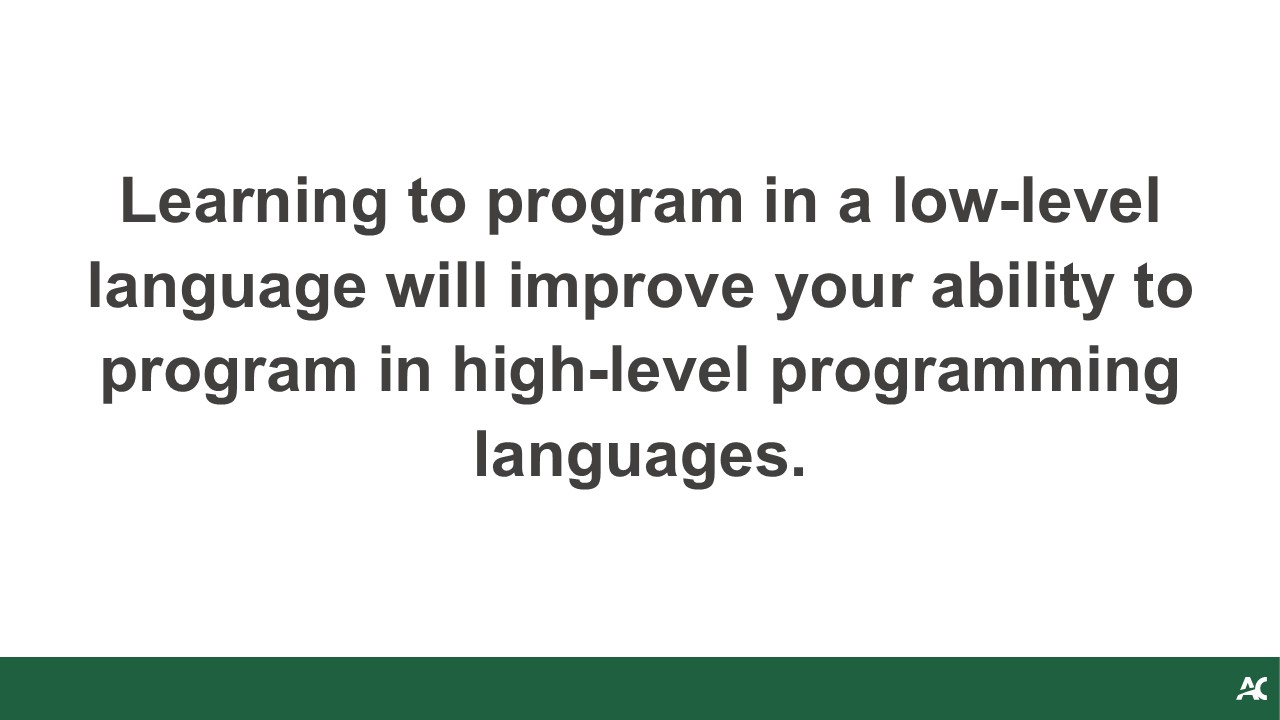 Learning to program in a low-level
language will improve your ability to
program in high-level programming
languages.
AC